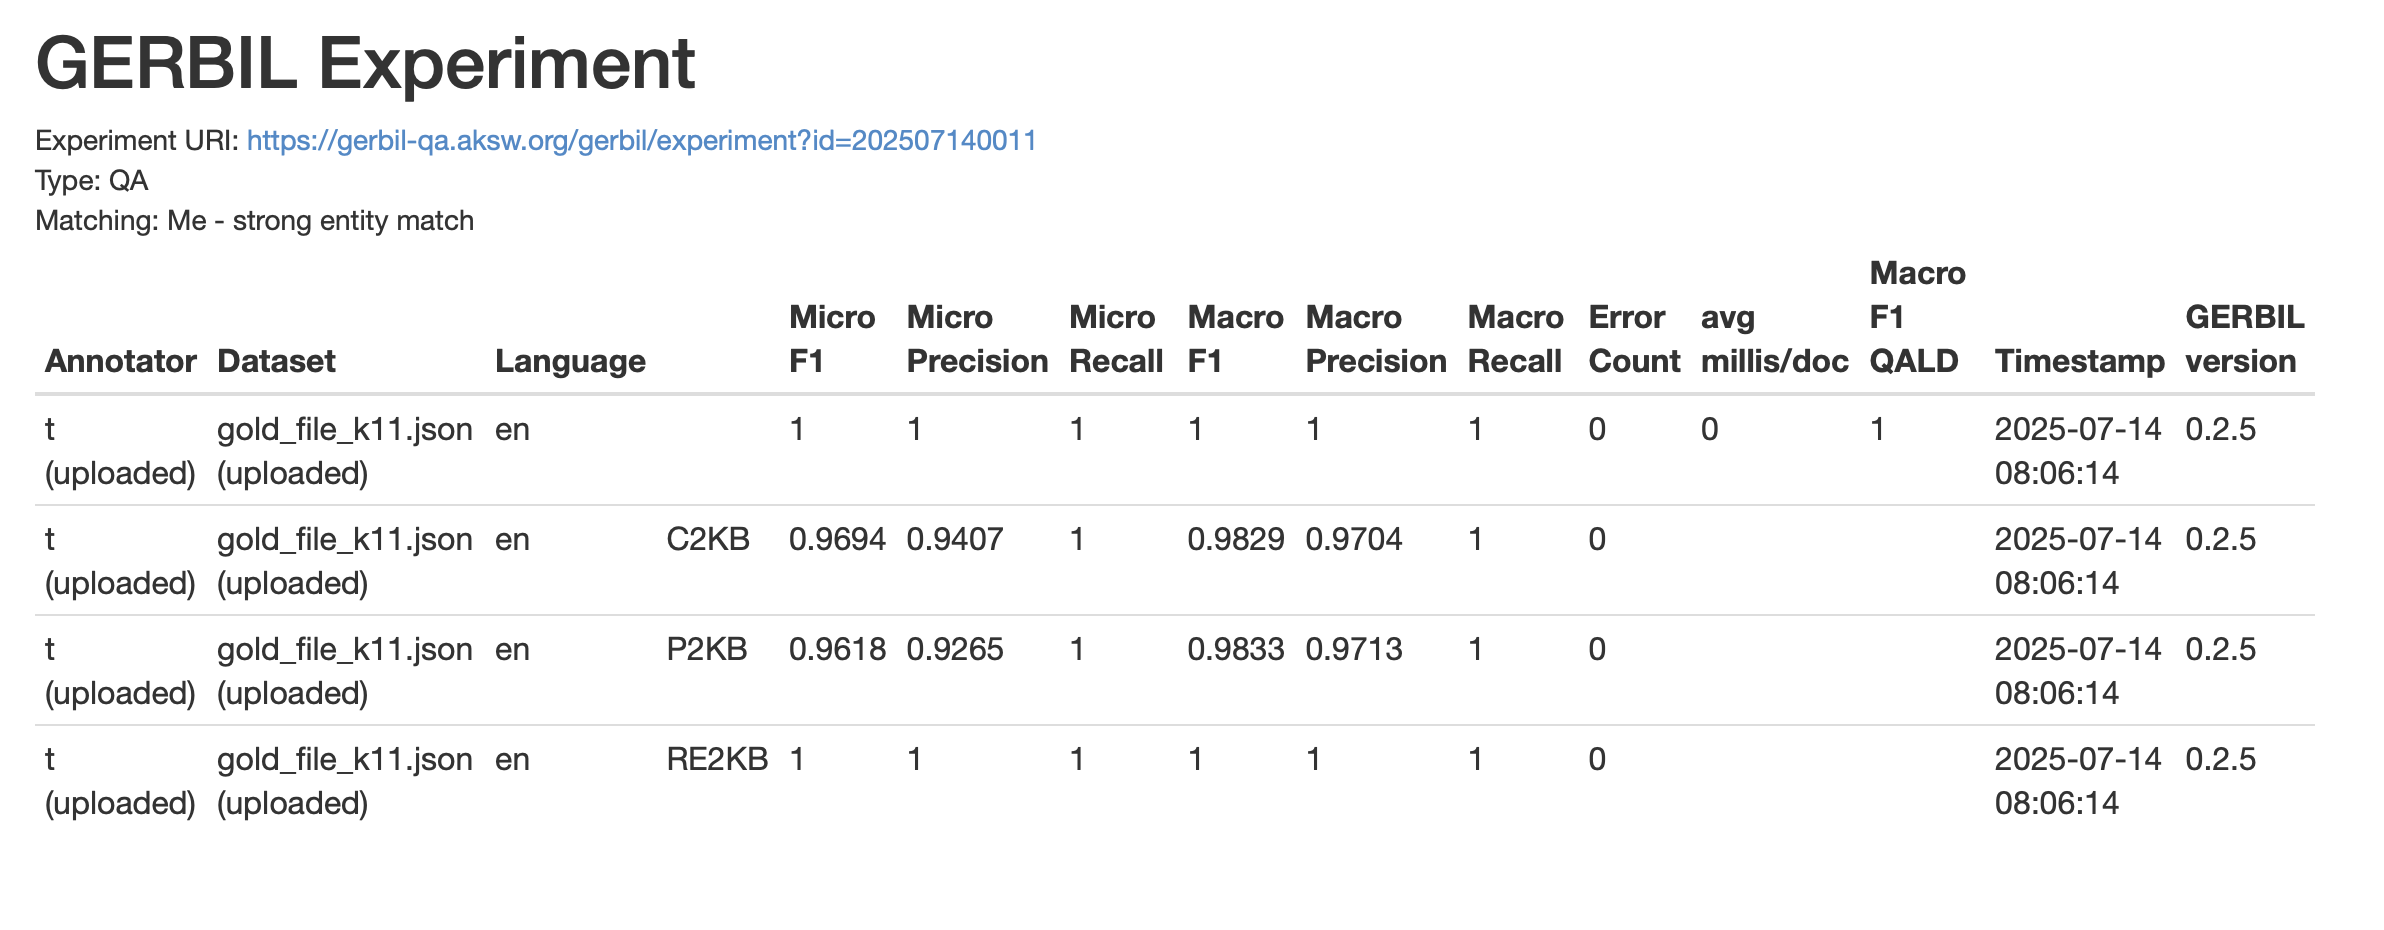 GERBIL Experiment
Experiment URI: https://gerbil-qa.aksw.org/gerbil/experiment?id=202507140011
Type: QA
Matching: Me - strong entity match
Annotator Dataset Language Micro F1 Micro Precision Micro Recall Macro F1 Macro Precision Macro Recall Error Count avg millis/doc Macro F1 QALD Timestamp GERBIL version
t (uploaded) gold_file_k11.json (uploaded) en 1 1 1 1 1 1 0 0 1 2025-07-14 08:06:14 0.2.5
t (uploaded) gold_file_k11.json (uploaded) en C2KB 0.9694 0.9407 1 0.9829 0.9704 1 0 2025-07-14 08:06:14 0.2.5
t (uploaded) gold_file_k11.json (uploaded) en P2KB 0.9618 0.9265 1 0.9833 0.9713 1 0 2025-07-14 08:06:14 0.2.5
t (uploaded) gold_file_k11.json (uploaded) en RE2KB 1 1 1 1 1 1 0 2025-07-14 08:06:14 0.2.5